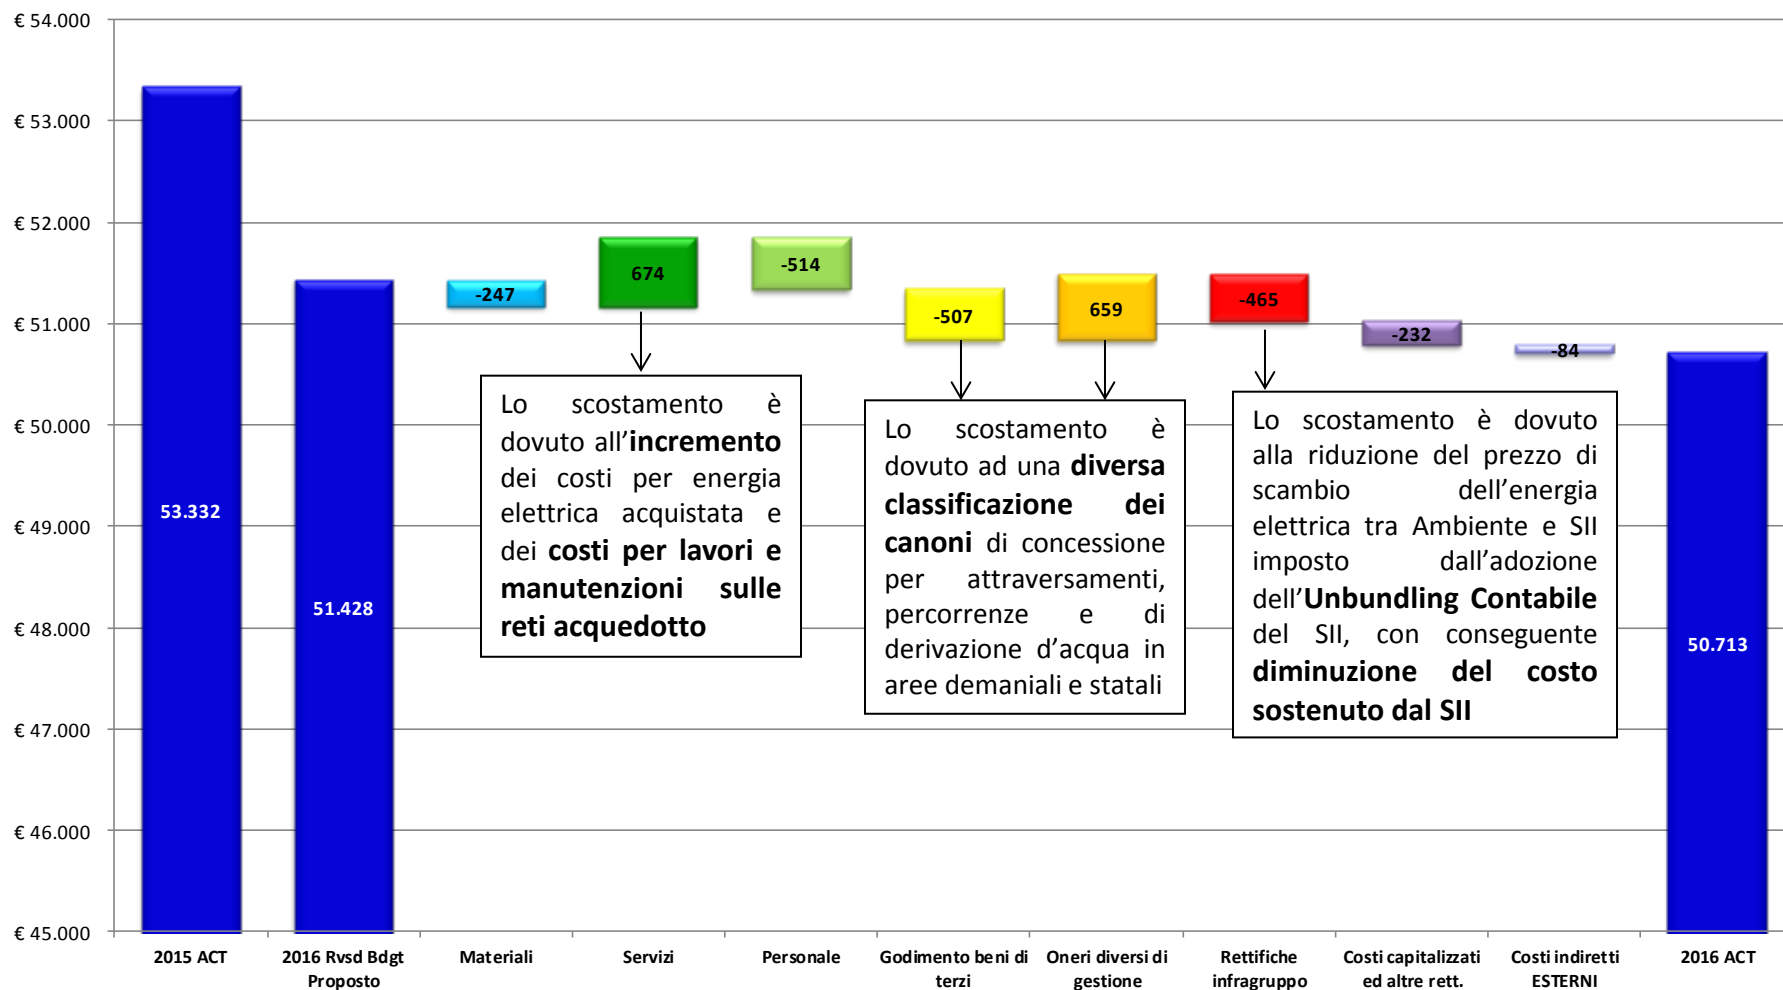 € 54.000
€ 53.000
€ 52.000
€ 51.000
€ 50.000
€ 49.000
€ 48.000
€ 47.000
€ 46.000
€ 45.000
53.332
51.428
-247
674
-514
-507
659
-465
-232
-84
50.713
Lo scostamento è
dovuto all’incremento
dei costi per energia
elettrica acquistata e
dei costi per lavori e
manutenzioni sulle
reti acquedotto
Lo scostamento è
dovuto ad una diversa
classificazione dei
canoni di concessione
per attraversamenti,
percorrenze e di
derivazione d’acqua in
aree demaniali e statali
Lo scostamento è dovuto
alla riduzione del prezzo di
scambio dell’energia
elettrica tra Ambiente e SII
imposto dall’adozione
dell’Unbundling Contabile
del SII, con conseguente
diminuzione del costo
sostenuto dal SII
2015 ACT
2016 Rvsd Bdgt
Proposto
Materiali
Servizi
Personale
Godimento beni di
terzi
Oneri diversi di
gestione
Rettifiche
infragruppo
Costi capitalizzati
ed altre rett.
Costi indiretti
ESTERNI
2016 ACT